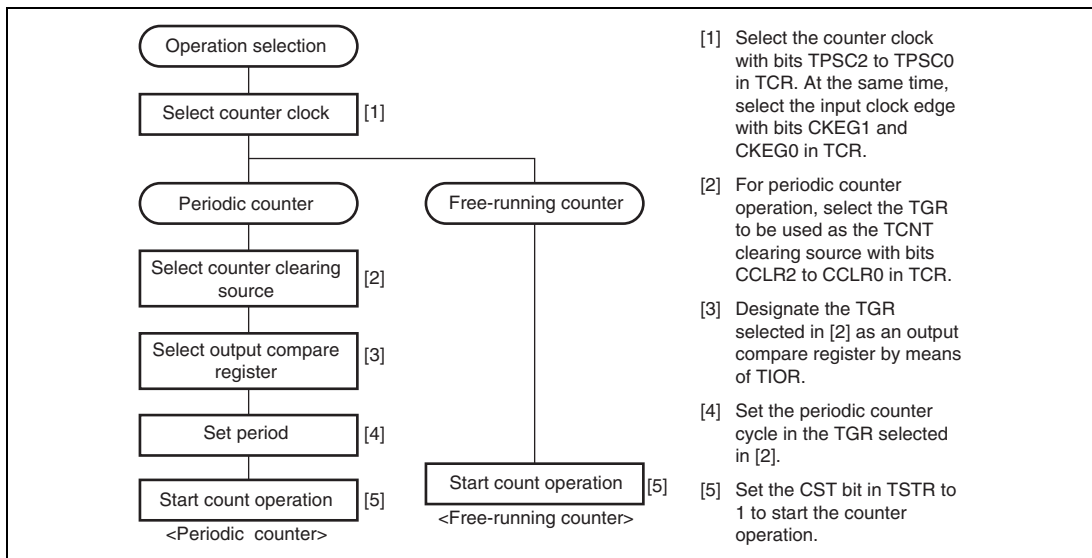 Operation selection
Select counter clock
[1]
Periodic counter
Free-running counter
Select counter clearing
source
[2]
Select output compare
register
[3]
Set period
[4]
Start count operation
[5]
<Periodic counter>
Start count operation
[5]
<Free-running counter>
[1] Select the counter clock
with bits TPSC2 to TPSC0
in TCR. At the same time,
select the input clock edge
with bits CKEG1 and
CKEG0 in TCR.
[2] For periodic counter
operation, select the TGR
to be used as the TCNT
clearing source with bits
CCLR2 to CCLR0 in TCR.
[3] Designate the TGR
selected in [2] as an output
compare register by means
of TIOR.
[4] Set the periodic counter
cycle in the TGR selected
in [2].
[5] Set the CST bit in TSTR to
1 to start the counter
operation.